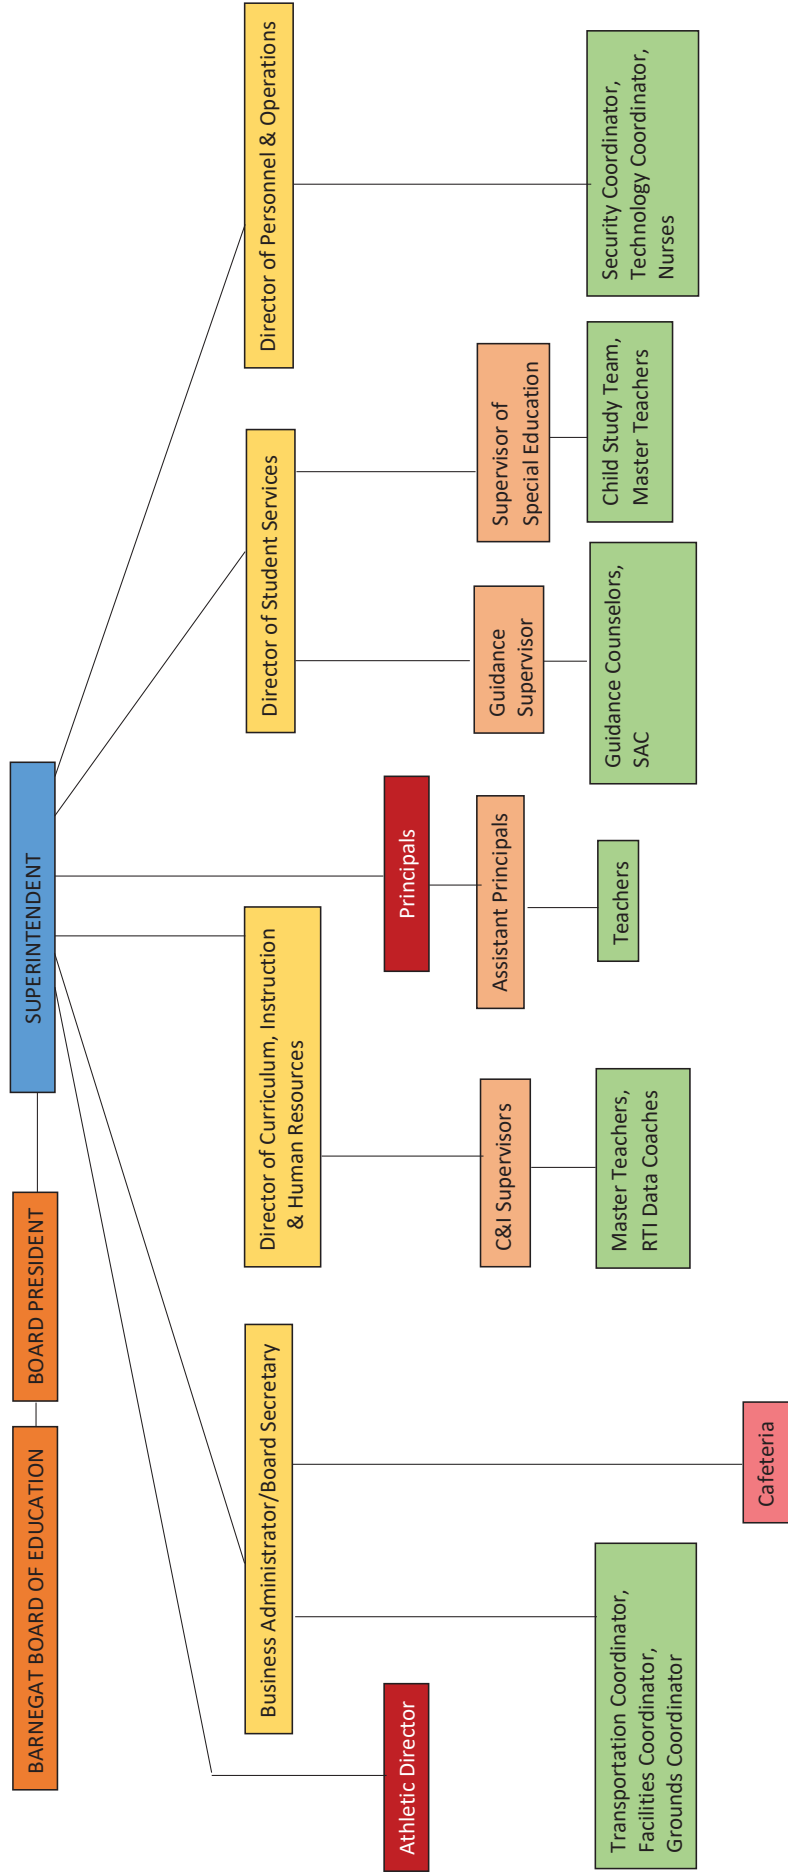 BARNEGAT BOARD OF EDUCATION
BOARD PRESIDENT
SUPERINTENDENT
Athletic Director
Business Administrator/Board Secretary
Transportation Coordinator,
Facilities Coordinator,
Grounds Coordinator
Cafeteria
Director of Curriculum, Instruction
& Human Resources
C&I Supervisors
Master Teachers,
RTI Data Coaches
Principals
Assistant Principals
Teachers
Director of Student Services
Guidance
Supervisor
Guidance Counselors,
SAC
Supervisor of
Special Education
Child Study Team,
Master Teachers
Director of Personnel & Operations
Security Coordinator,
Technology Coordinator,
Nurses